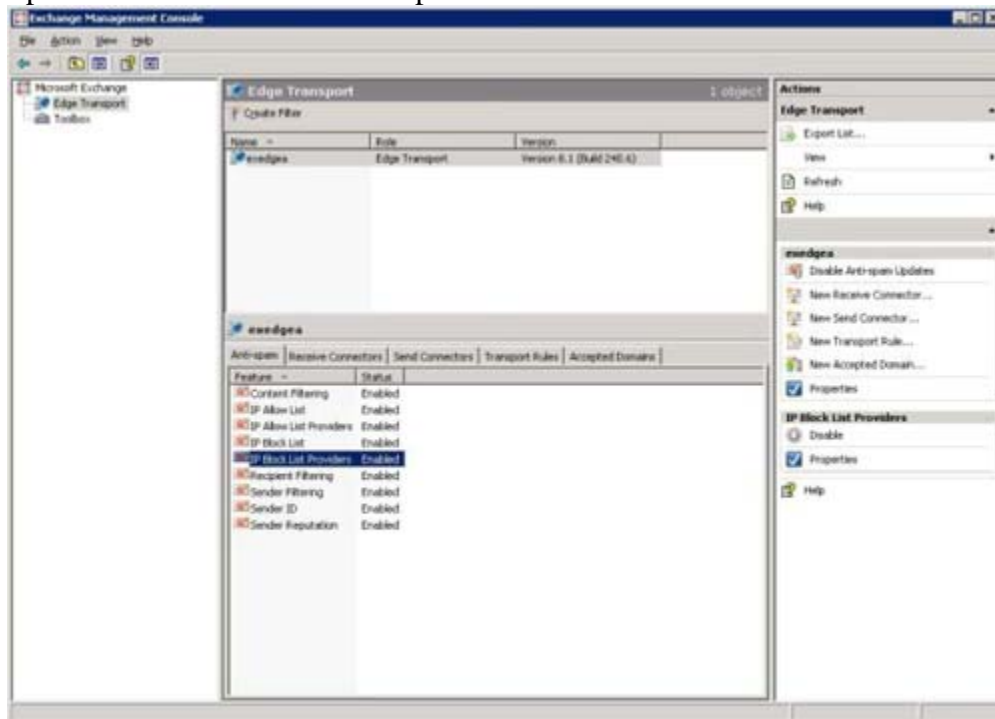 Exchange Management Console
File Action View Help
Microsoft Exchange
Edge Transport
Toolbox
Edge Transport 1 object
Create Filter
Name Role Version
exedgea Edge Transport Version 8.1 (Build 240.6)
exedgea
Anti-spam Receive Connectors Send Connectors Transport Rules Accepted Domains
Feature Status
Content Filtering Enabled
IP Allow List Enabled
IP Allow List Providers Enabled
IP Block List Enabled
IP Block List Providers Enabled
Recipient Filtering Enabled
Sender Filtering Enabled
Sender ID Enabled
Sender Reputation Enabled
Actions
Edge Transport
Export List...
View
Refresh
Help
exedgea
Disable Anti-spam Updates
New Receive Connector...
New Send Connector...
New Transport Rule...
New Accepted Domain...
Properties
IP Block List Providers
Disable
Properties
Help